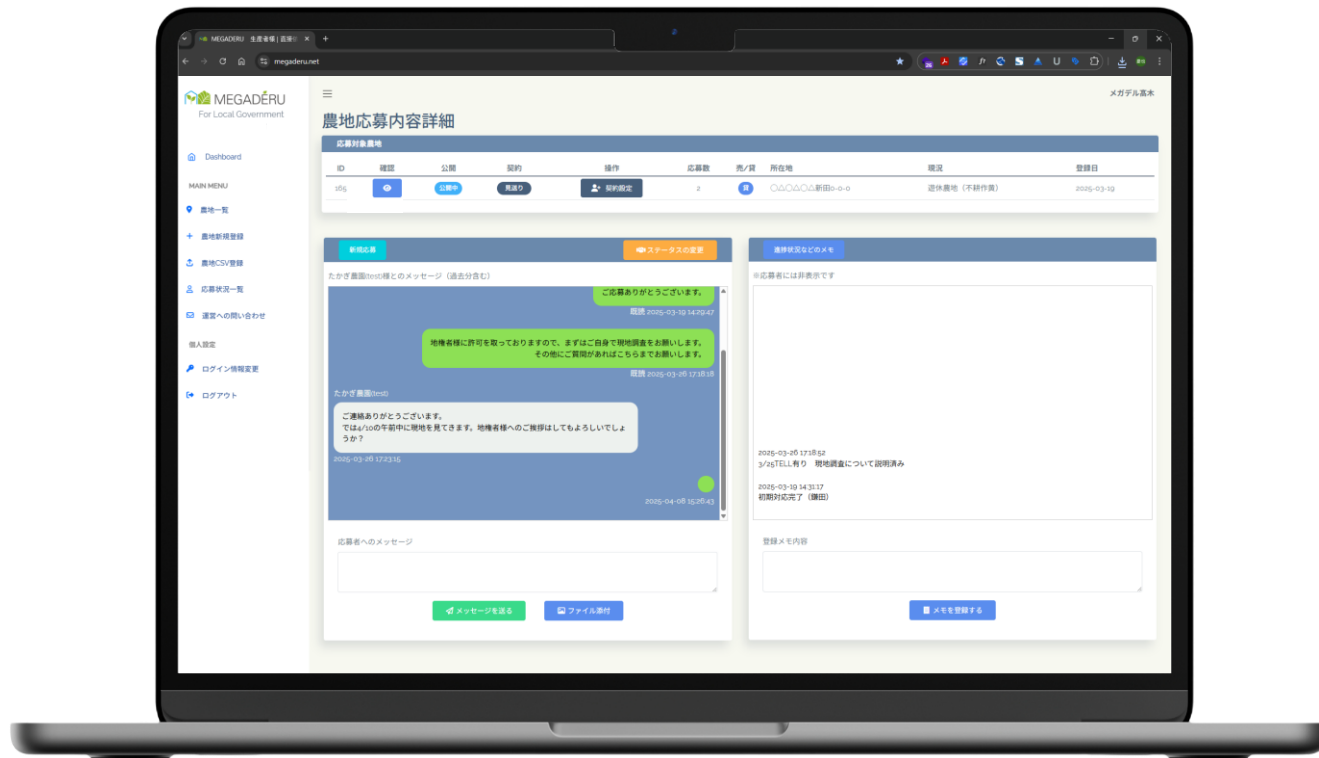 MEGADERU 生産者様|直接
megaderu.net
MEGADÈRU
For Local Government
Dashboard
MAIN MENU
農地一覧
農地新規登録
農地CSV登録
応募状況一覧
運営への問い合わせ
個人設定
ログイン情報変更
ログアウト
メガデル髙木
農地応募内容詳細
応募対象農地
ID 確認 公開 契約 操作 応募数 売/貸 所在地 現況 登録日
165 公開中 見送り 契約設定 2 貸 〇△〇△〇△新田0-0-0 遊休農地（不耕作黄） 2025-03-19
新規応募
ステータスの変更
たかぎ農園(test)様とのメッセージ（過去分含む）
ご応募ありがとうございます。
既読 2025-03-19 14:29:47
地権者様に許可を取っておりますので、まずはご自身で現地調査をお願いします。
その他にご質問があればこちらまでお願いします。
既読 2025-03-26 17:18:18
たかぎ農園(test)
ご連絡ありがとうございます。
では4/10の午前中に現地を見てきます。地権者様へのご挨拶はしてもよろしいでしょ
うか？
2025-03-26 17:23:15
2025-04-08 15:26:43
応募者へのメッセージ
メッセージを送る
ファイル添付
進捗状況などのメモ
※応募者には非表示です
2025-03-26 17:18:52
3/25TELL有り　現地調査について説明済み
2025-03-19 14:31:17
初期対応完了（鎌田）
登録メモ内容
メモを登録する